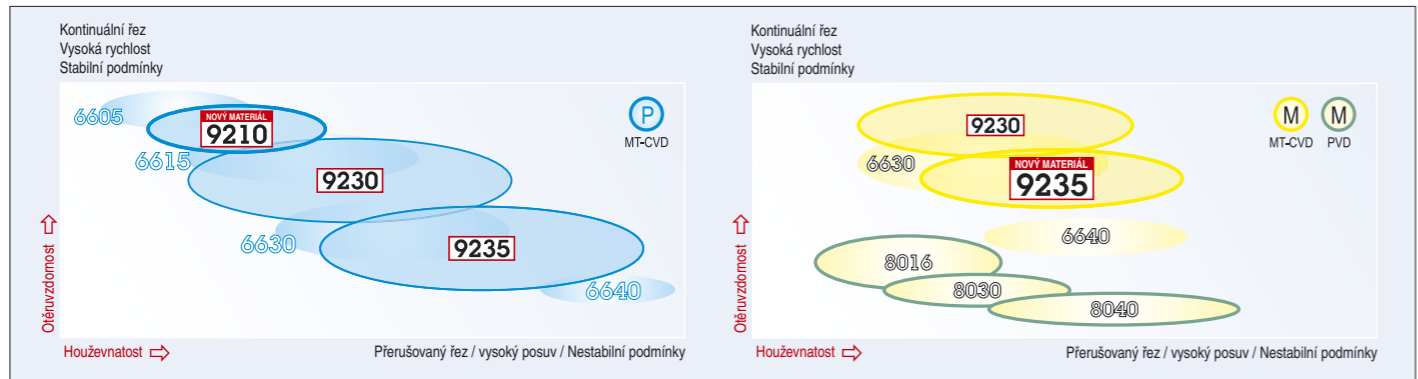 Kontinuální řez
Vysoká rychlost
Stabilní podmínky
6605
NOVÝ MATERIÁL
9210
6615
9230
6630
9235
6640
P
MT-CVD
Otěruvzdornost
Houževnatost
Přerušovaný řez / vysoký posuv / Nestabilní podmínky
Kontinuální řez
Vysoká rychlost
Stabilní podmínky
9230
6630
NOVÝ MATERIÁL
9235
6640
8016
8030
8040
M
MT-CVD
M
PVD
Otěruvzdornost
Houževnatost
Přerušovaný řez / vysoký posuv / Nestabilní podmínky